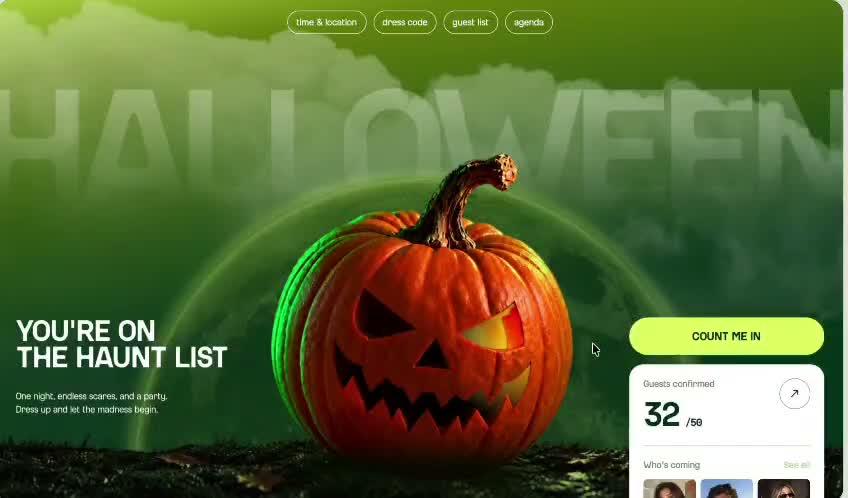 time & location
dress code
guest list
agenda
HALLOWEEN
YOU'RE ON
THE HAUNT LIST
One night, endless scares, and a party.
Dress up and let the madness begin.
COUNT ME IN
Guests confirmed
32 /50
Who's coming
See all